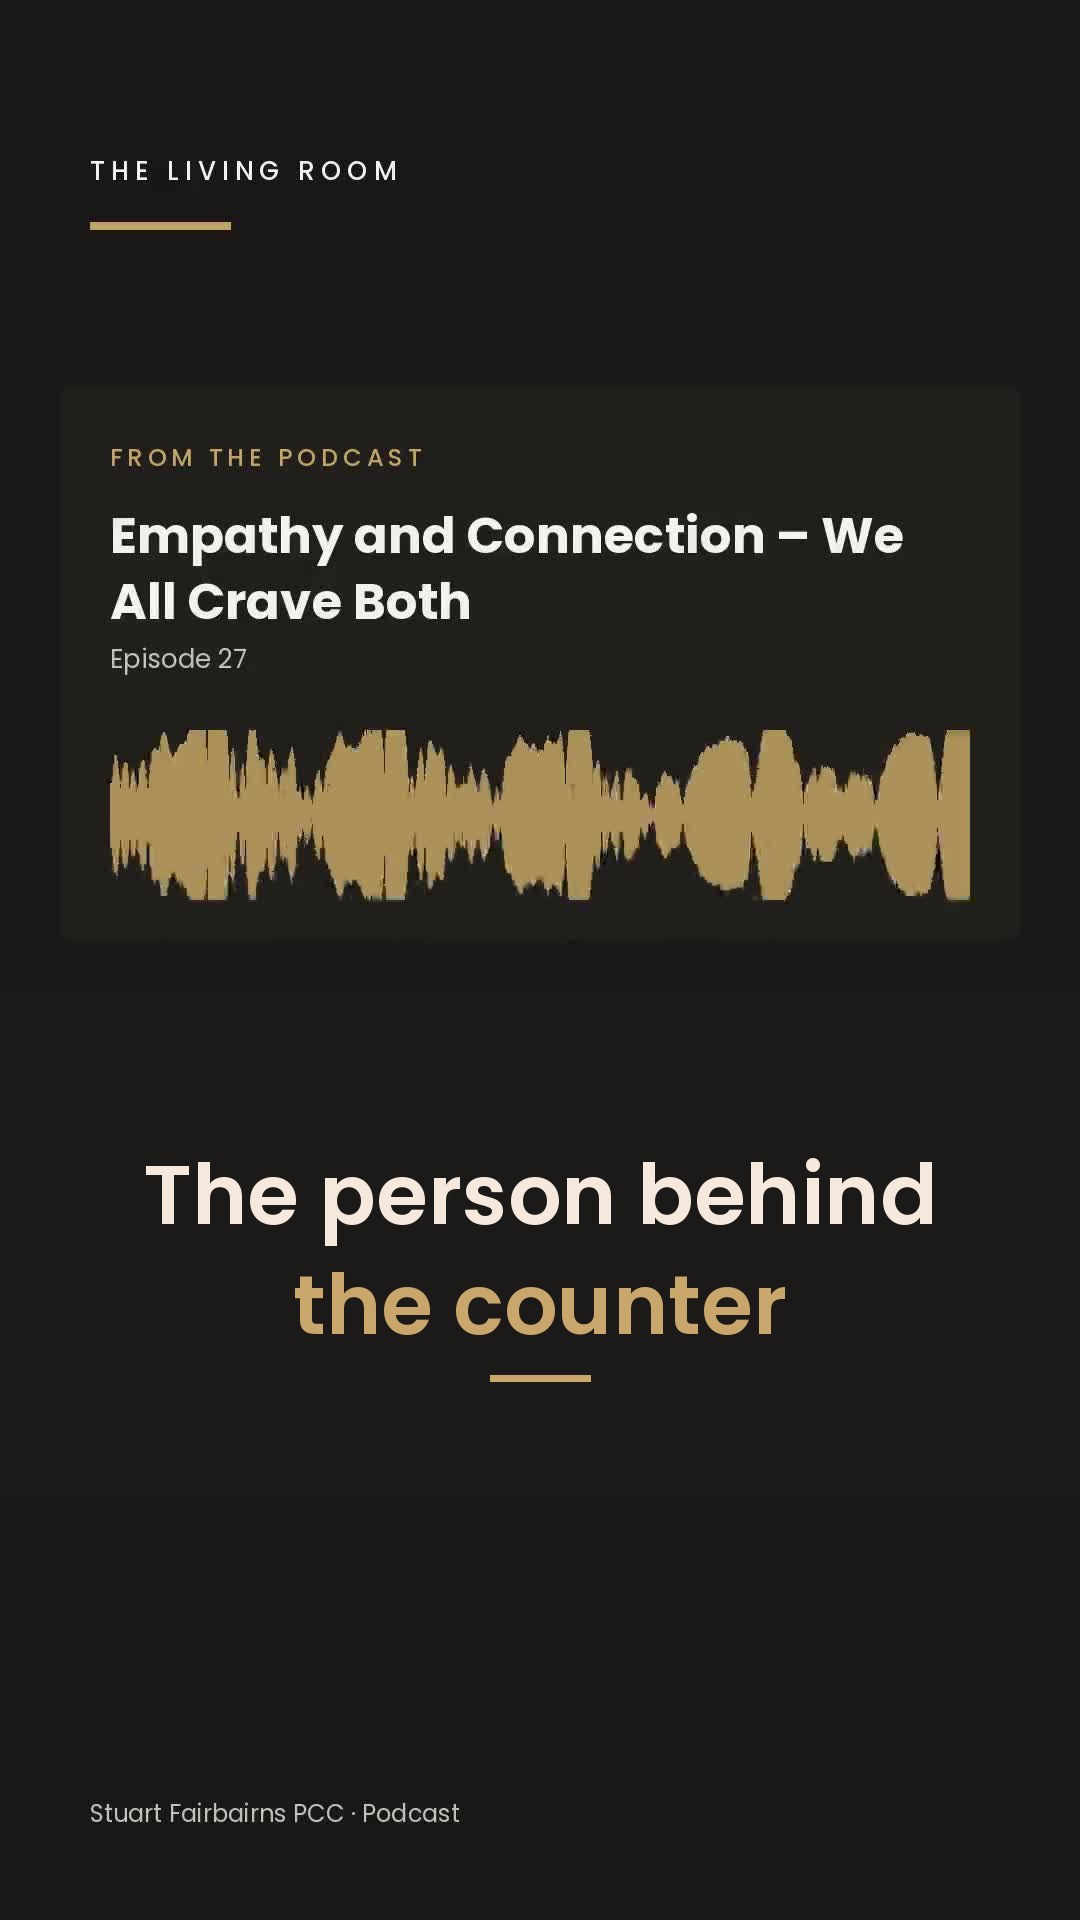 THE LIVING ROOM
FROM THE PODCAST
Empathy and Connection – We
All Crave Both
Episode 27
The person behind
the counter
Stuart Fairbairns PCC · Podcast